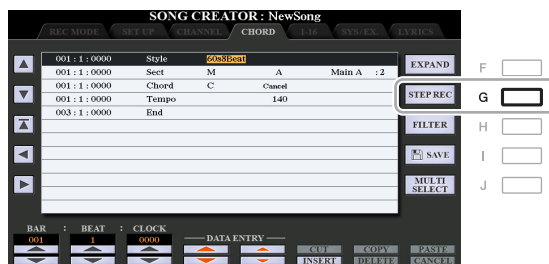 SONG CREATOR : NewSong
REC MODE SET UP CHANNEL CHORD 1-16 SYS/EX. LYRICS
001 : 1 : 0000 Style 60s8Beat
001 : 1 : 0000 Sect M A Main A : 2
001 : 1 : 0000 Chord C Cancel
001 : 1 : 0000 Tempo 140
003 : 1 : 0000 End
EXPAND F
STEP REC G
FILTER H
SAVE I
MULTI SELECT J
BAR : BEAT : CLOCK
001 1 0000 DATA ENTRY
CUT COPY PASTE
INSERT DELETE CANCEL